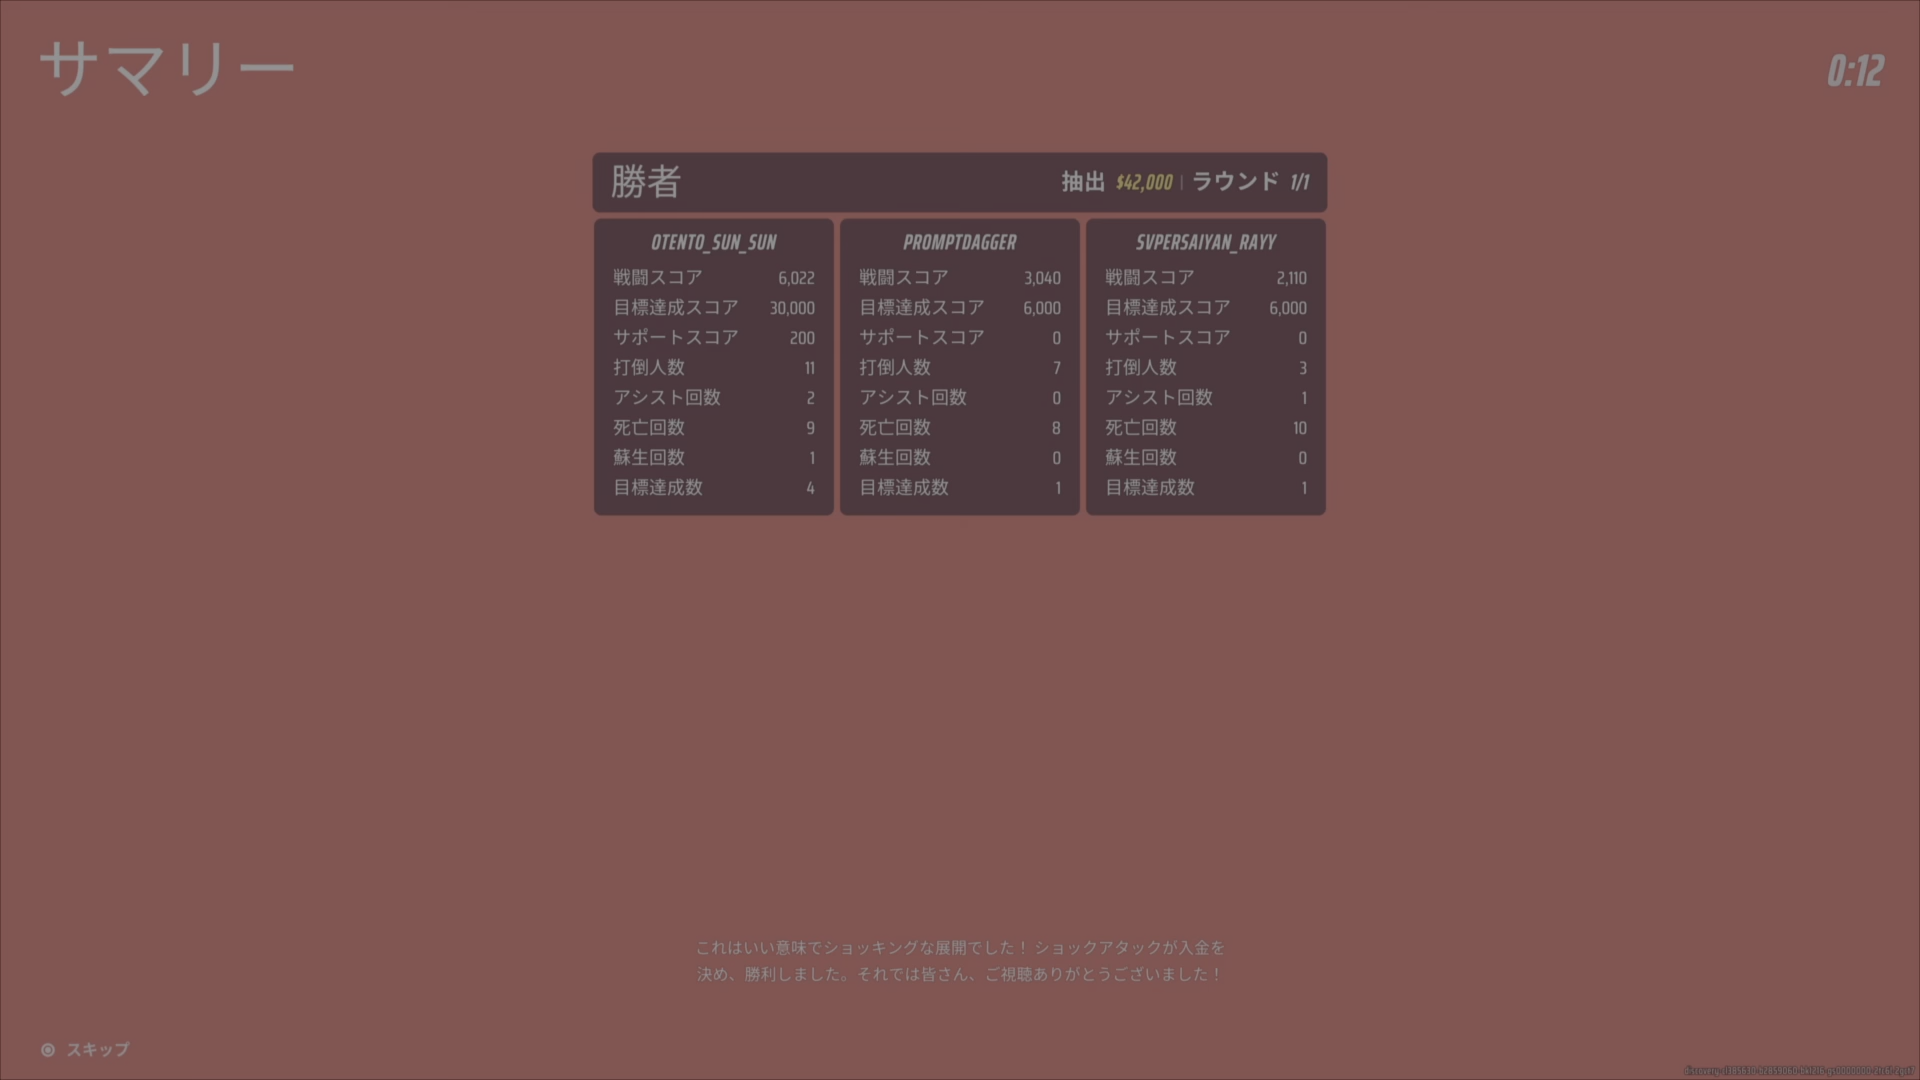 サマリー
0:12
勝者 抽出 $42,000 | ラウンド 1/1
OTENTO_SUN_SUN
戦闘スコア 6,022
目標達成スコア 30,000
サポートスコア 200
打倒人数 11
アシスト回数 2
死亡回数 9
蘇生回数 1
目標達成数 4
PROMPTDAGGER
戦闘スコア 3,040
目標達成スコア 6,000
サポートスコア 0
打倒人数 7
アシスト回数 0
死亡回数 8
蘇生回数 0
目標達成数 1
SVPERSAIYAN_RAYY
戦闘スコア 2,110
目標達成スコア 6,000
サポートスコア 0
打倒人数 3
アシスト回数 1
死亡回数 10
蘇生回数 0
目標達成数 1
これはいい意味でショッキングな展開でした！ ショックアタックが入金を
決め、勝利しました。それでは皆さん、ご視聴ありがとうございました！
スキップ